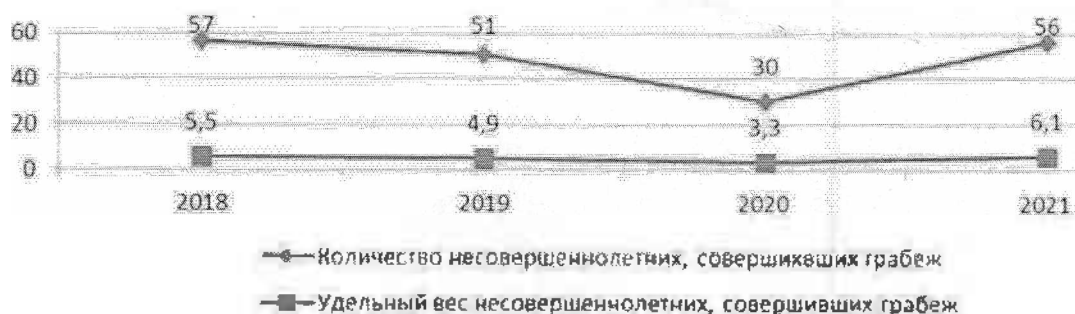 60
40
20
0
57 51 30 56
5,5 4,9 3,3 6,1
2018 2019 2020 2021
Количество несовершеннолетних, совершивших грабеж
Удельный вес несовершеннолетних, совершивших грабеж